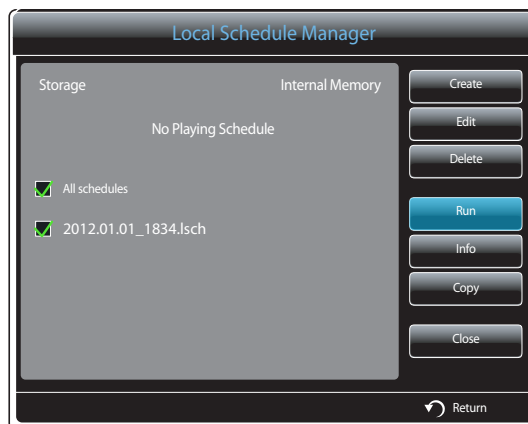 Local Schedule Manager
Storage Internal Memory
No Playing Schedule
All schedules
2012.01.01_1834.lsch
Create
Edit
Delete
Run
Info
Copy
Close
Return